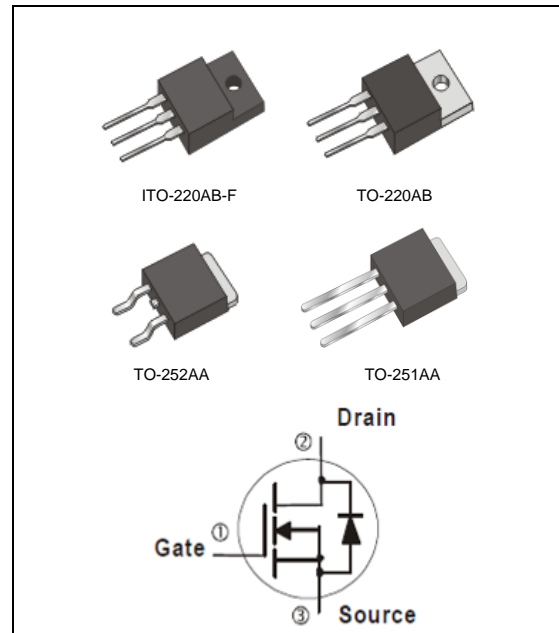 ITO-220AB-F
TO-220AB
TO-252AA
TO-251AA
Drain
②
①
Gate
③
Source